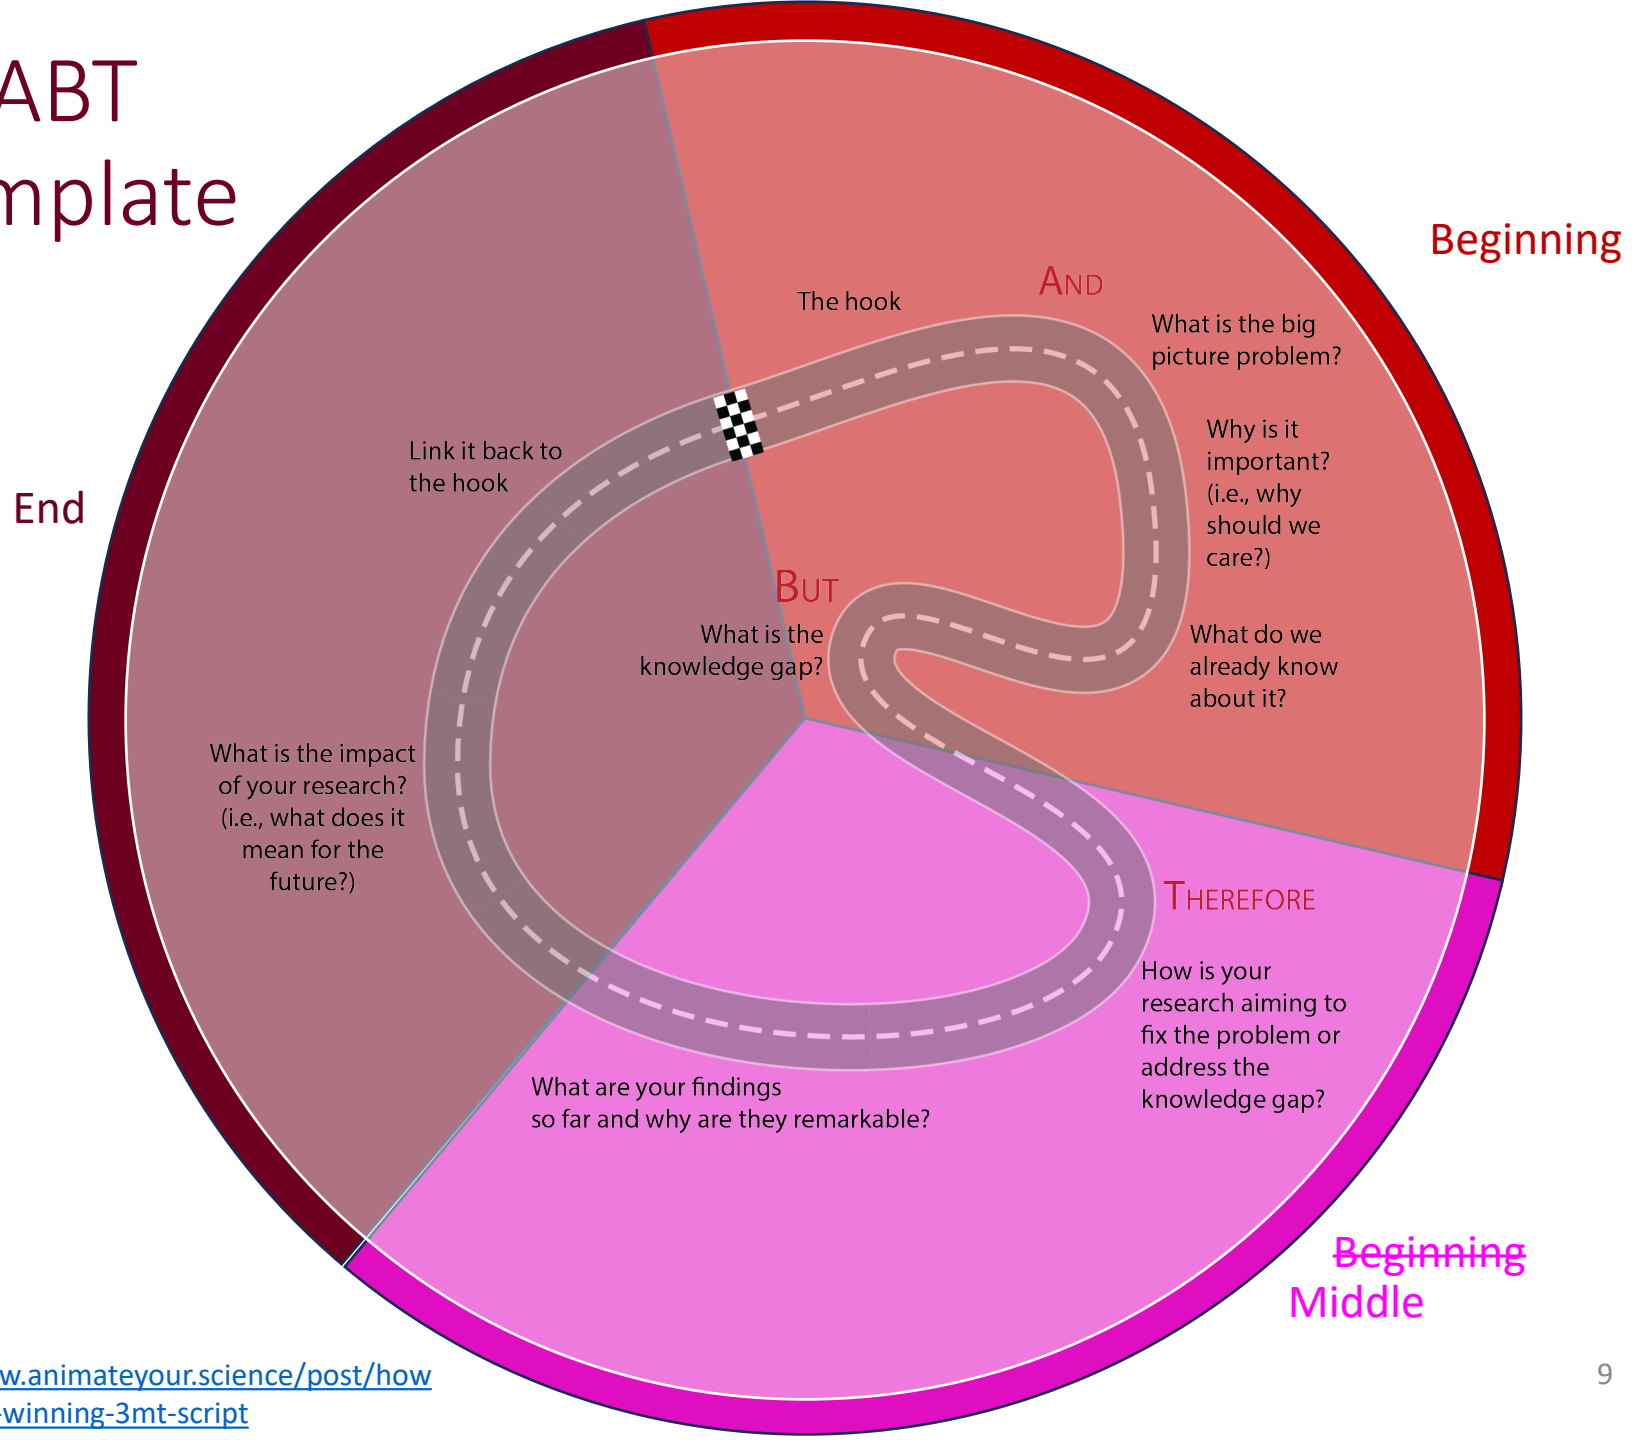 ABT
mplate
Beginning
AND
The hook
What is the big
picture problem?
Why is it
important?
(i.e., why
should we
care?)
What do we
already know
about it?
BUT
What is the
knowledge gap?
THEREFORE
How is your
research aiming to
fix the problem or
address the
knowledge gap?
What are your findings
so far and why are they remarkable?
Beginning
Middle
What is the impact
of your research?
(i.e., what does it
mean for the
future?)
Link it back to
the hook
End
w.animateyour.science/post/how
-winning-3mt-script
9